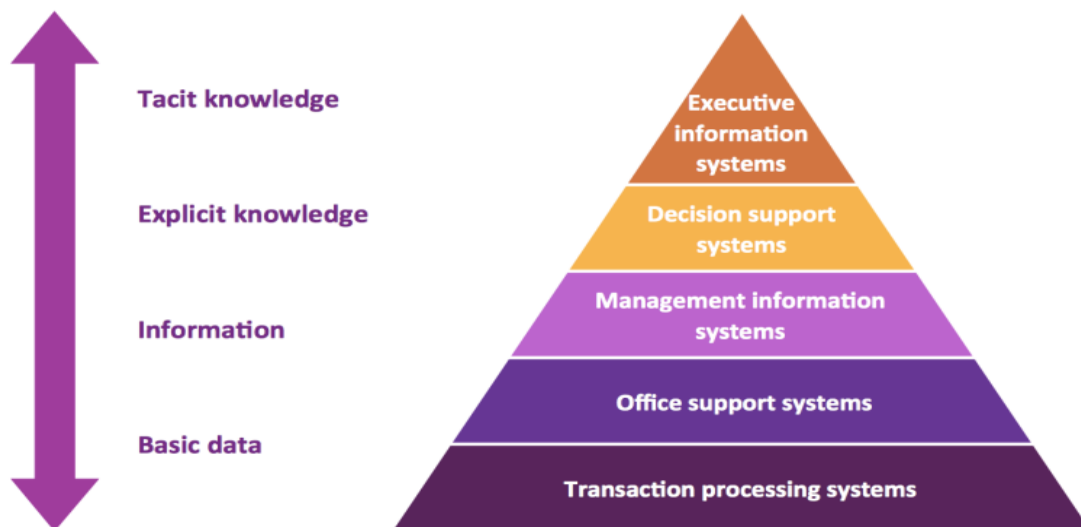 Tacit knowledge
Explicit knowledge
Information
Basic data
Executive
information
systems
Decision support
systems
Management information
systems
Office support systems
Transaction processing systems